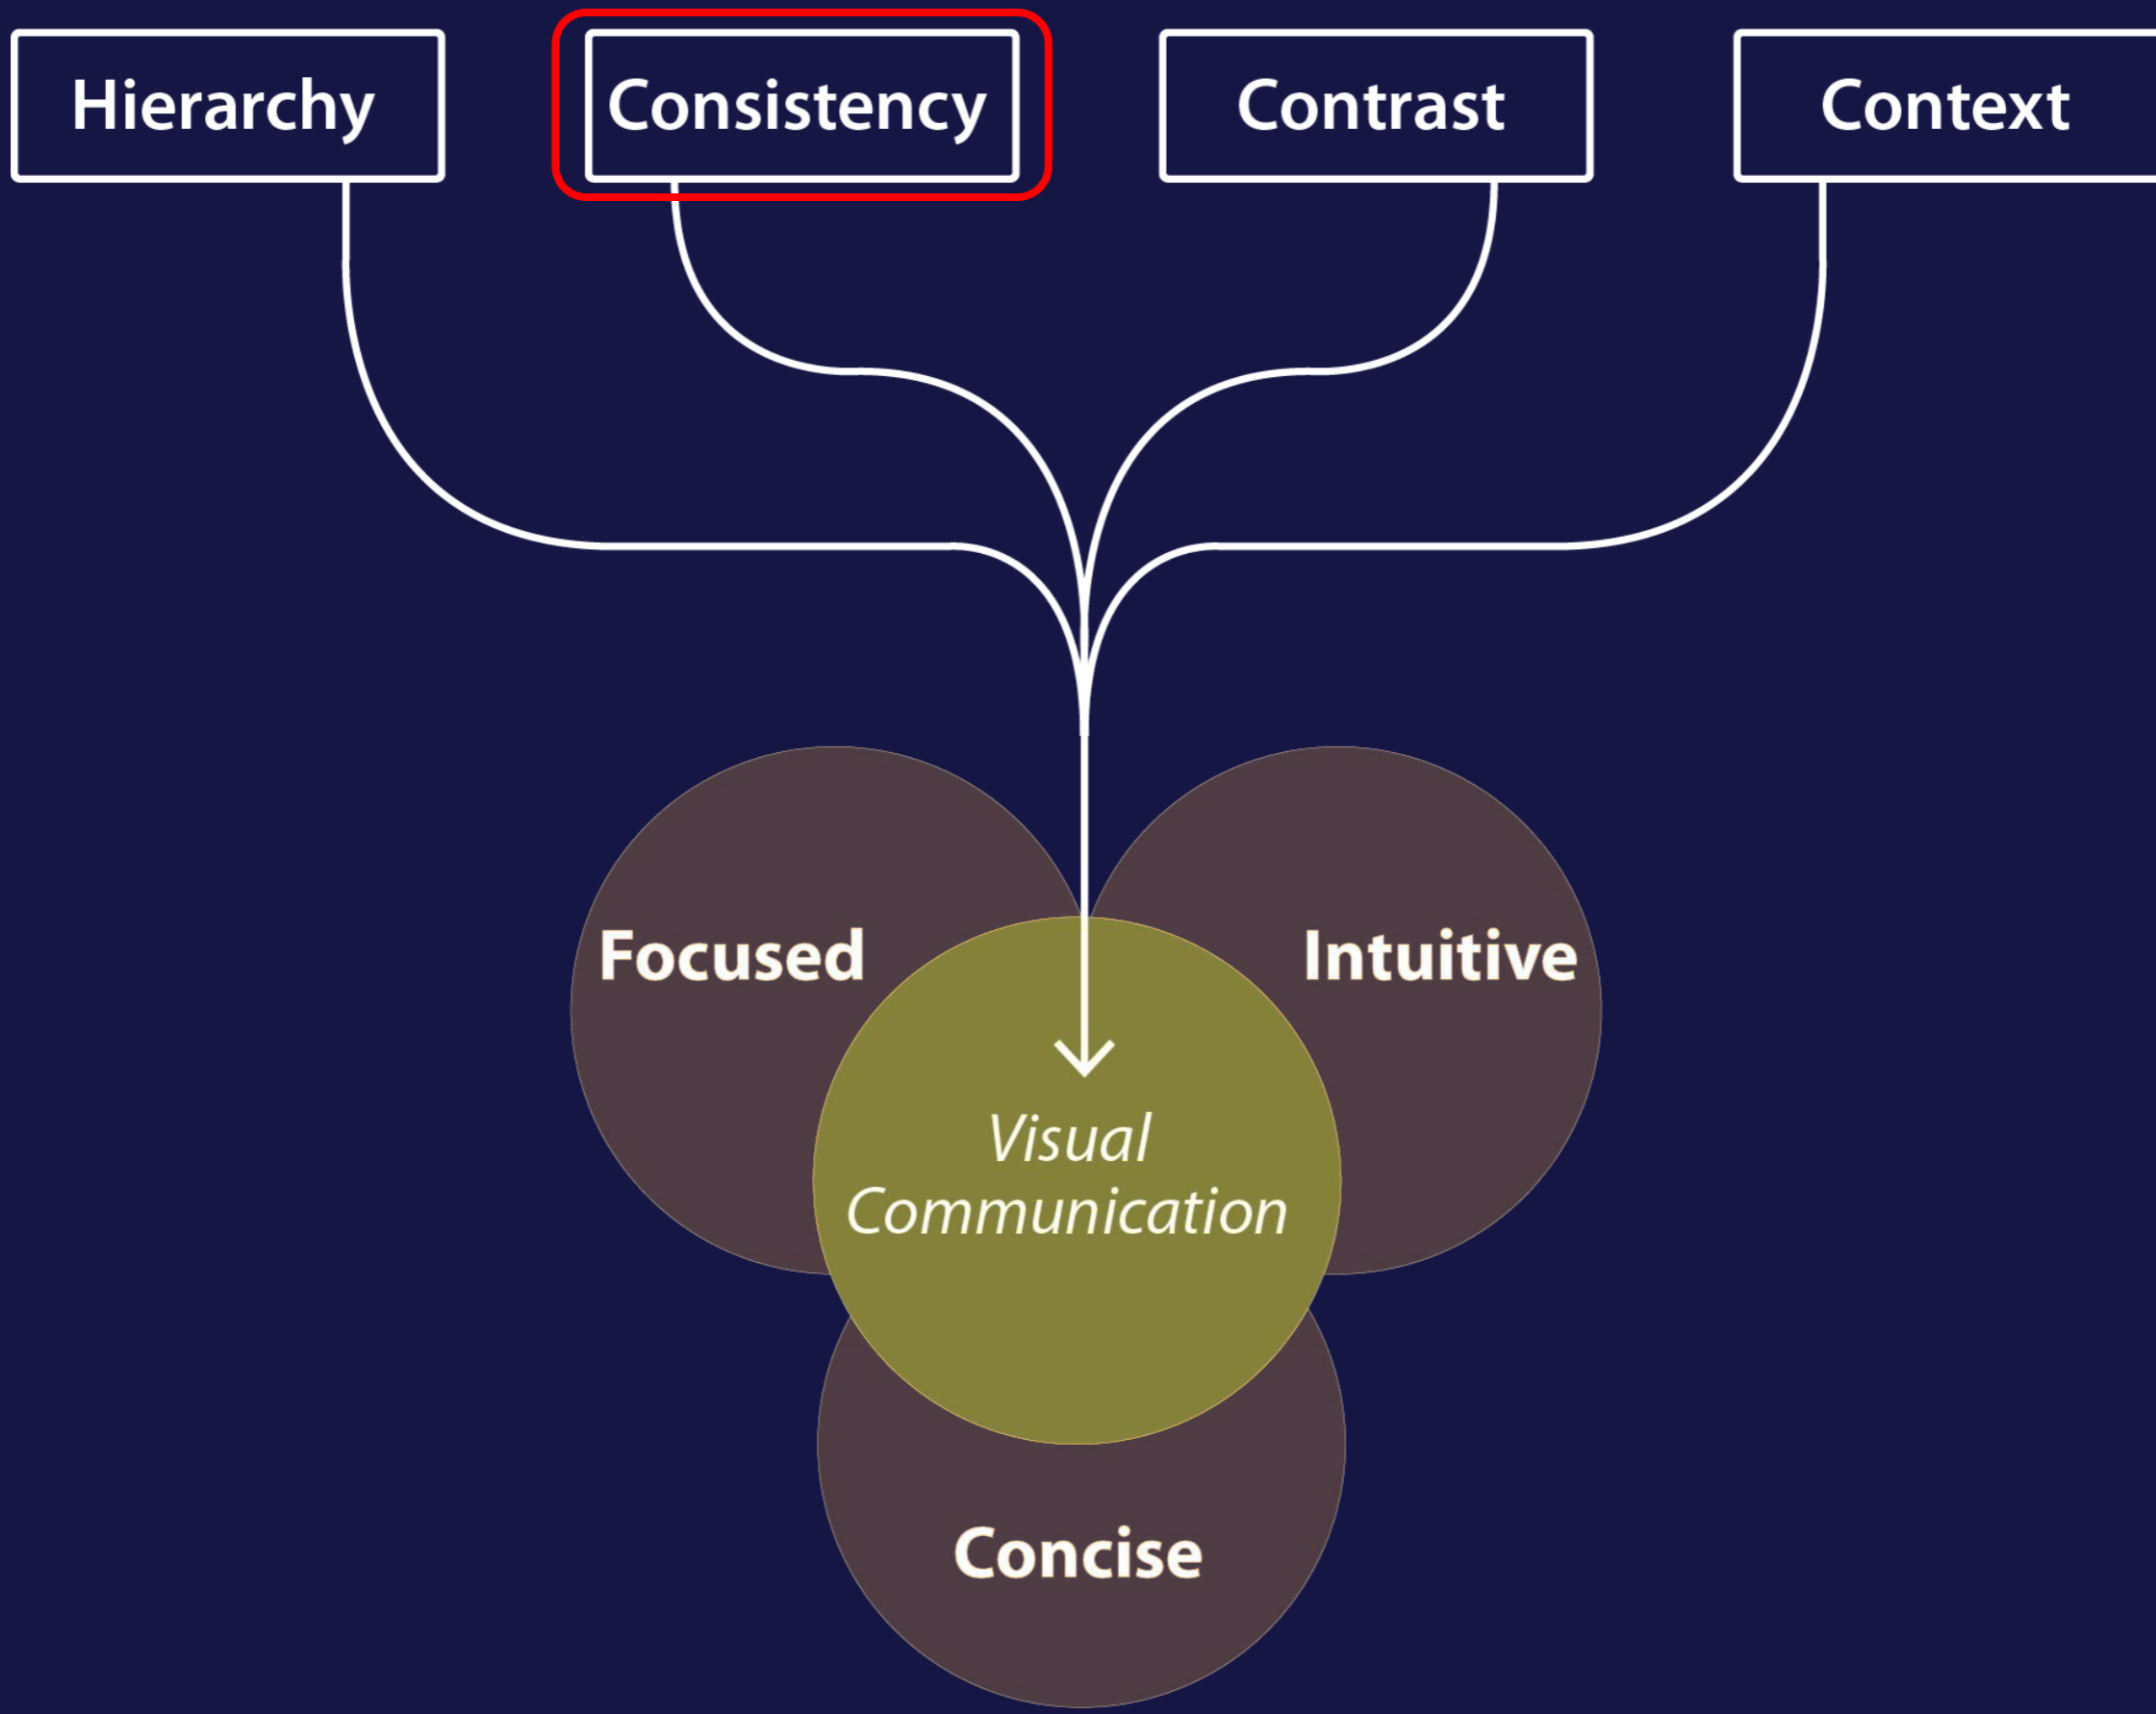 Hierarchy
Consistency
Contrast
Context
Focused
Intuitive
Visual
Communication
Concise